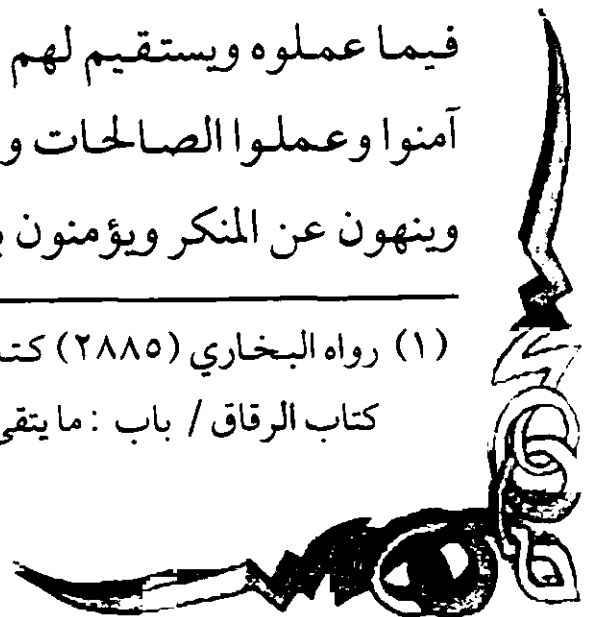 فيما عملوه ويستقيم لهم
آمنوا وعملوا الصالحات و
وينهون عن المنكر ويؤمنون
(١) رواه البخاري (٢٨٨٥)
كتاب الرقاق / باب : ما يتقى